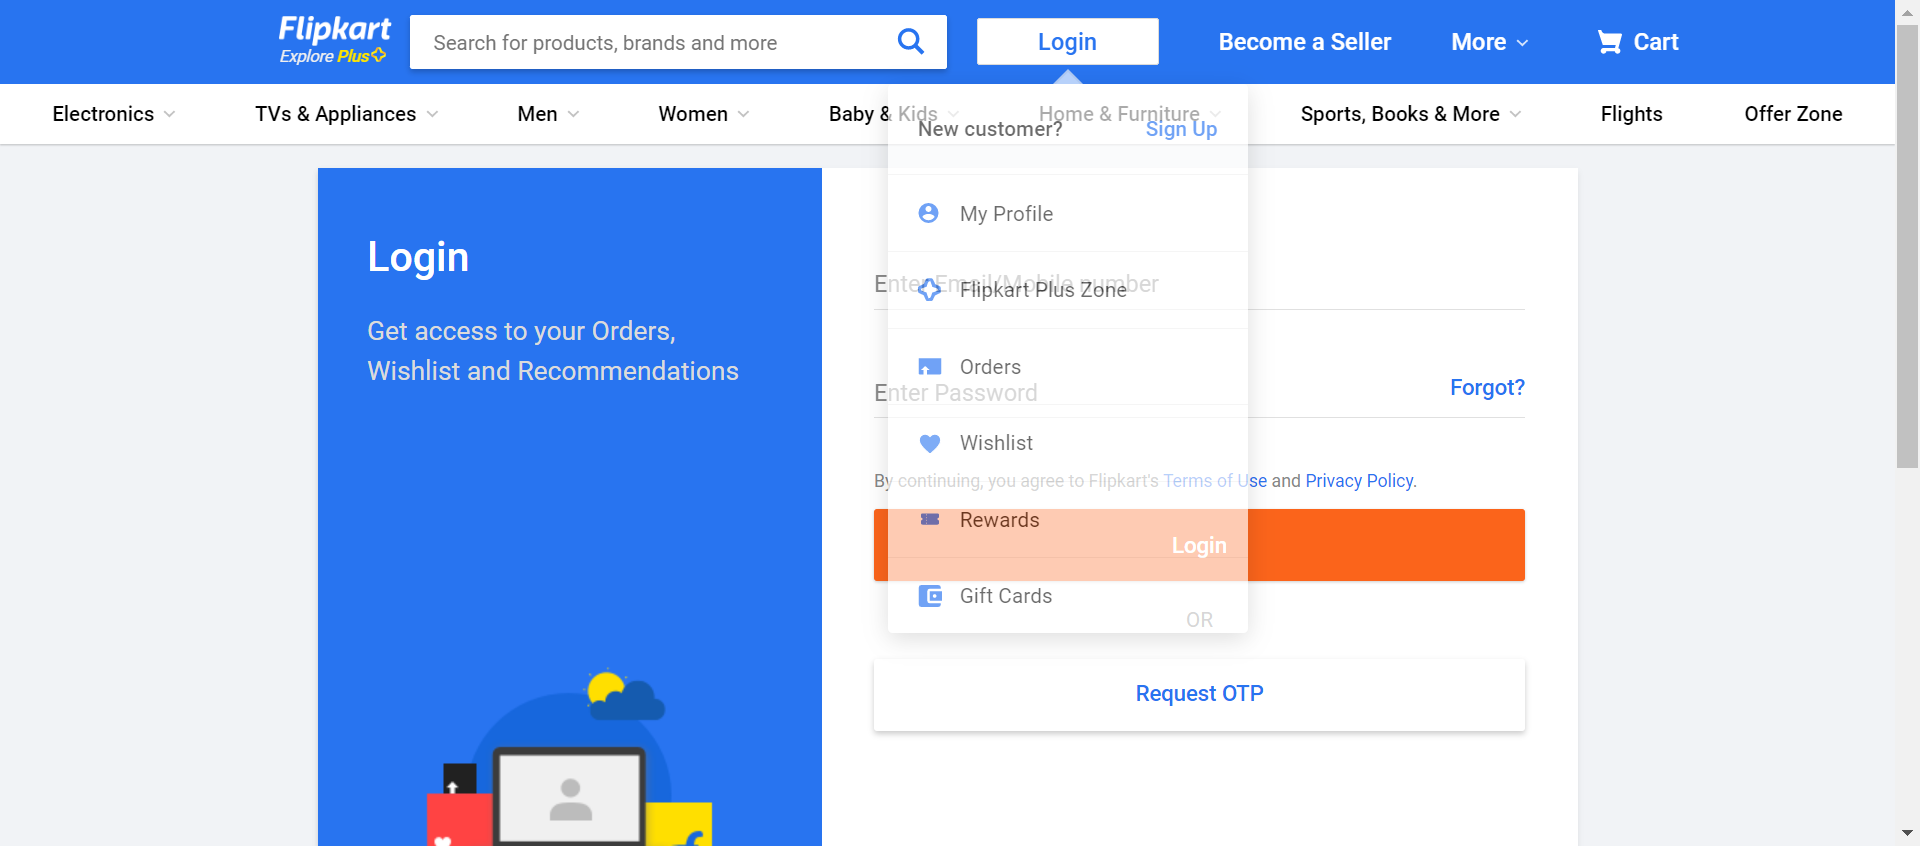 Flipkart
Explore Plus
Search for products, brands and more
Login
Become a Seller
More
Cart
Electronics
TVs & Appliances
Men
Women
Baby & Kids
Home & Furniture
Sports, Books & More
Flights
Offer Zone
New customer?
Sign Up
My Profile
Flipkart Plus Zone
Orders
Wishlist
Rewards
Gift Cards
Login
Get access to your Orders,
Wishlist and Recommendations
Enter Email/Mobile number
Enter Password
Forgot?
By continuing, you agree to Flipkart's Terms of Use and Privacy Policy.
Login
OR
Request OTP